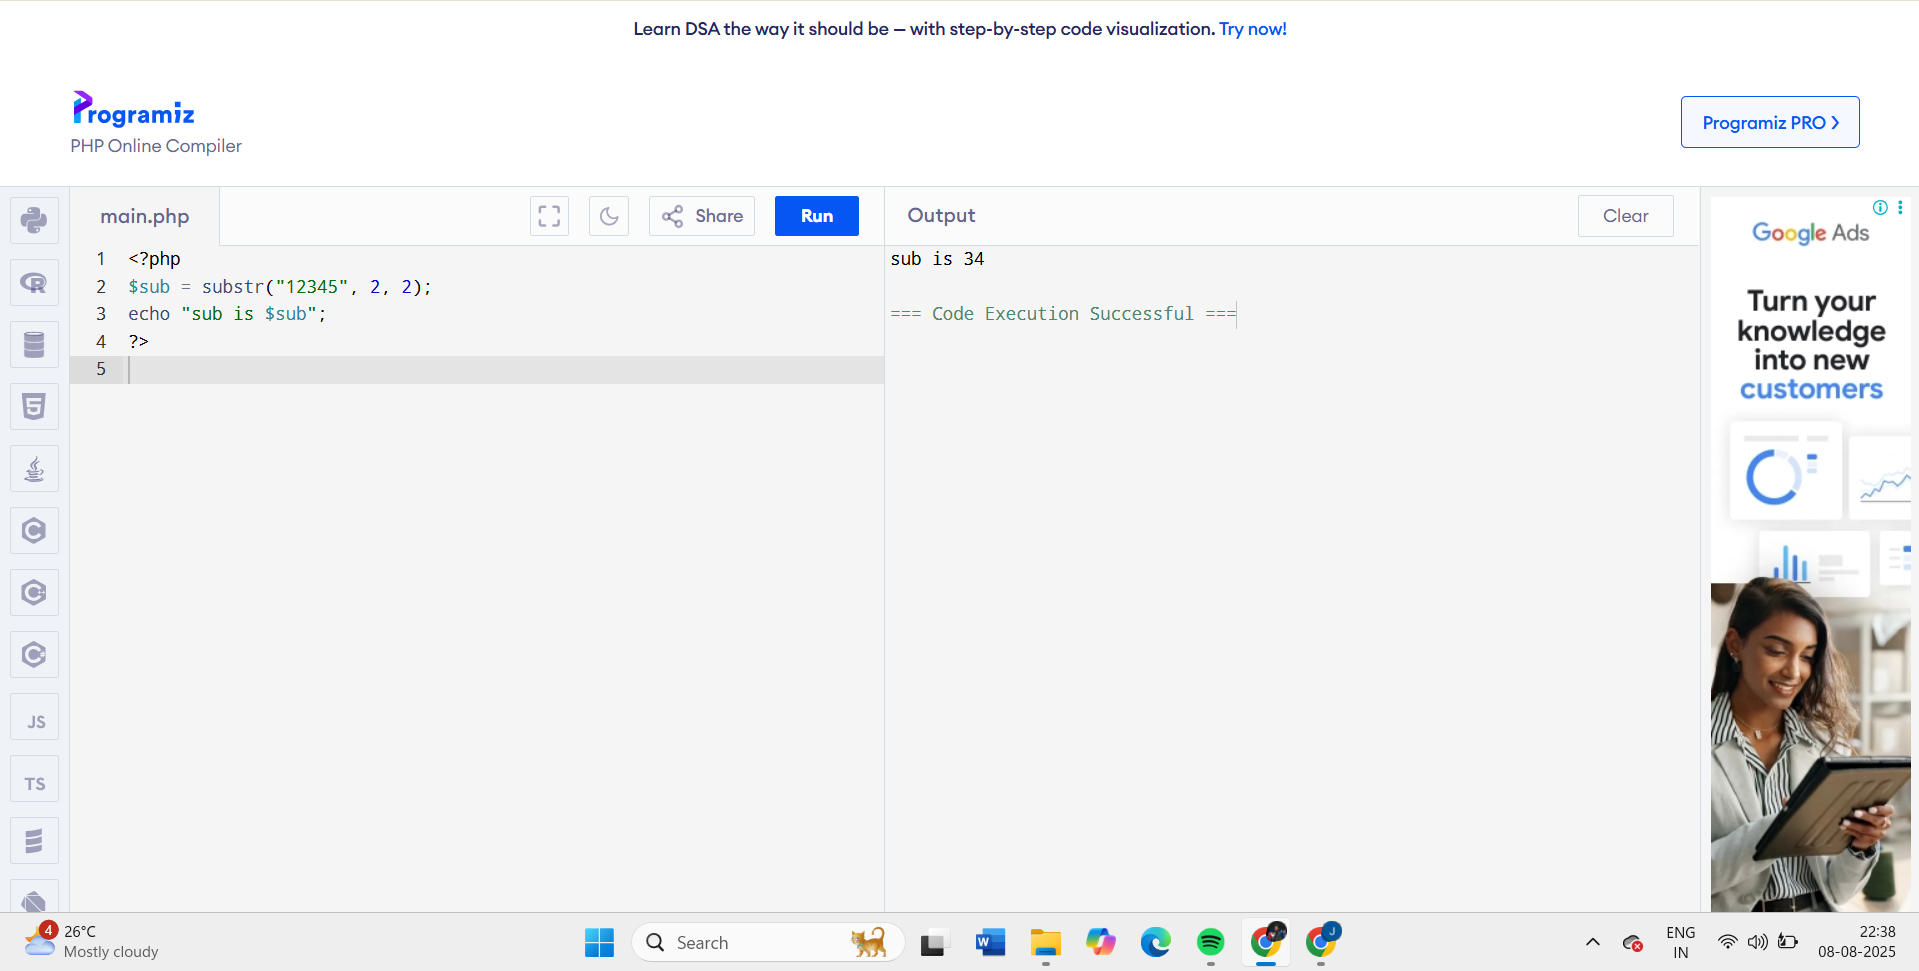 Learn DSA the way it should be — with step-by-step code visualization. Try now!
Programiz
PHP Online Compiler
Programiz PRO
main.php
Share
Run
Output
Clear
1 <?php
2 $sub = substr("12345", 2, 2);
3 echo "sub is $sub";
4 ?>
5
sub is 34
=== Code Execution Successful ===
JS
TS
Google Ads
Turn your
knowledge
into new
customers
4
26°C
Mostly cloudy
Search
W
J
ENG
IN
22:38
08-08-2025